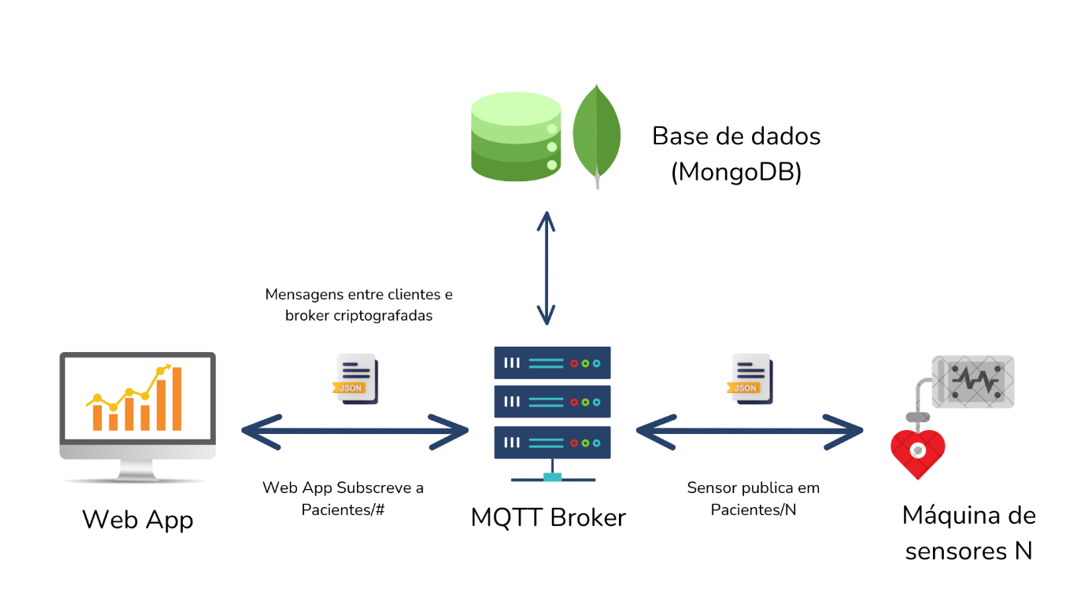 Base de dados
(MongoDB)
Mensagens entre clientes e
broker criptografadas
JSON
JSON
Web App Subscreve a
Pacientes/#
Sensor publica em
Pacientes/N
Web App
MQTT Broker
Máquina de
sensores N